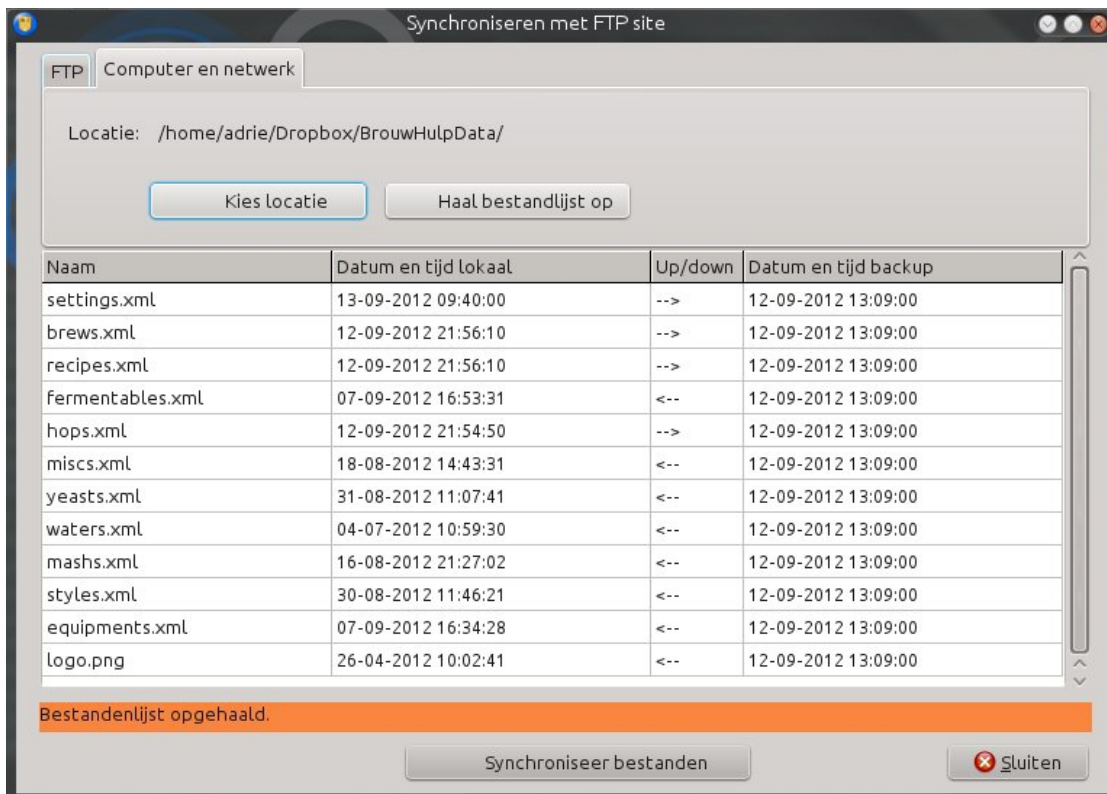 Synchroniseren met FTP site
FTP Computer en netwerk
Locatie: /home/adrie/Dropbox/BrouwHulpData/
Kies locatie Haal bestandlijst op
Naam Datum en tijd lokaal Up/down Datum en tijd backup
settings.xml 13-09-2012 09:40:00 --> 12-09-2012 13:09:00
brews.xml 12-09-2012 21:56:10 --> 12-09-2012 13:09:00
recipes.xml 12-09-2012 21:56:10 --> 12-09-2012 13:09:00
fermentables.xml 07-09-2012 16:53:31 <-- 12-09-2012 13:09:00
hops.xml 12-09-2012 21:54:50 --> 12-09-2012 13:09:00
miscs.xml 18-08-2012 14:43:31 <-- 12-09-2012 13:09:00
yeasts.xml 31-08-2012 11:07:41 <-- 12-09-2012 13:09:00
waters.xml 04-07-2012 10:59:30 <-- 12-09-2012 13:09:00
mashs.xml 16-08-2012 21:27:02 <-- 12-09-2012 13:09:00
styles.xml 30-08-2012 11:46:21 <-- 12-09-2012 13:09:00
equipments.xml 07-09-2012 16:34:28 <-- 12-09-2012 13:09:00
logo.png 26-04-2012 10:02:41 <-- 12-09-2012 13:09:00
Bestandenlijst opgehaald.
Synchroniseer bestanden Sluiten